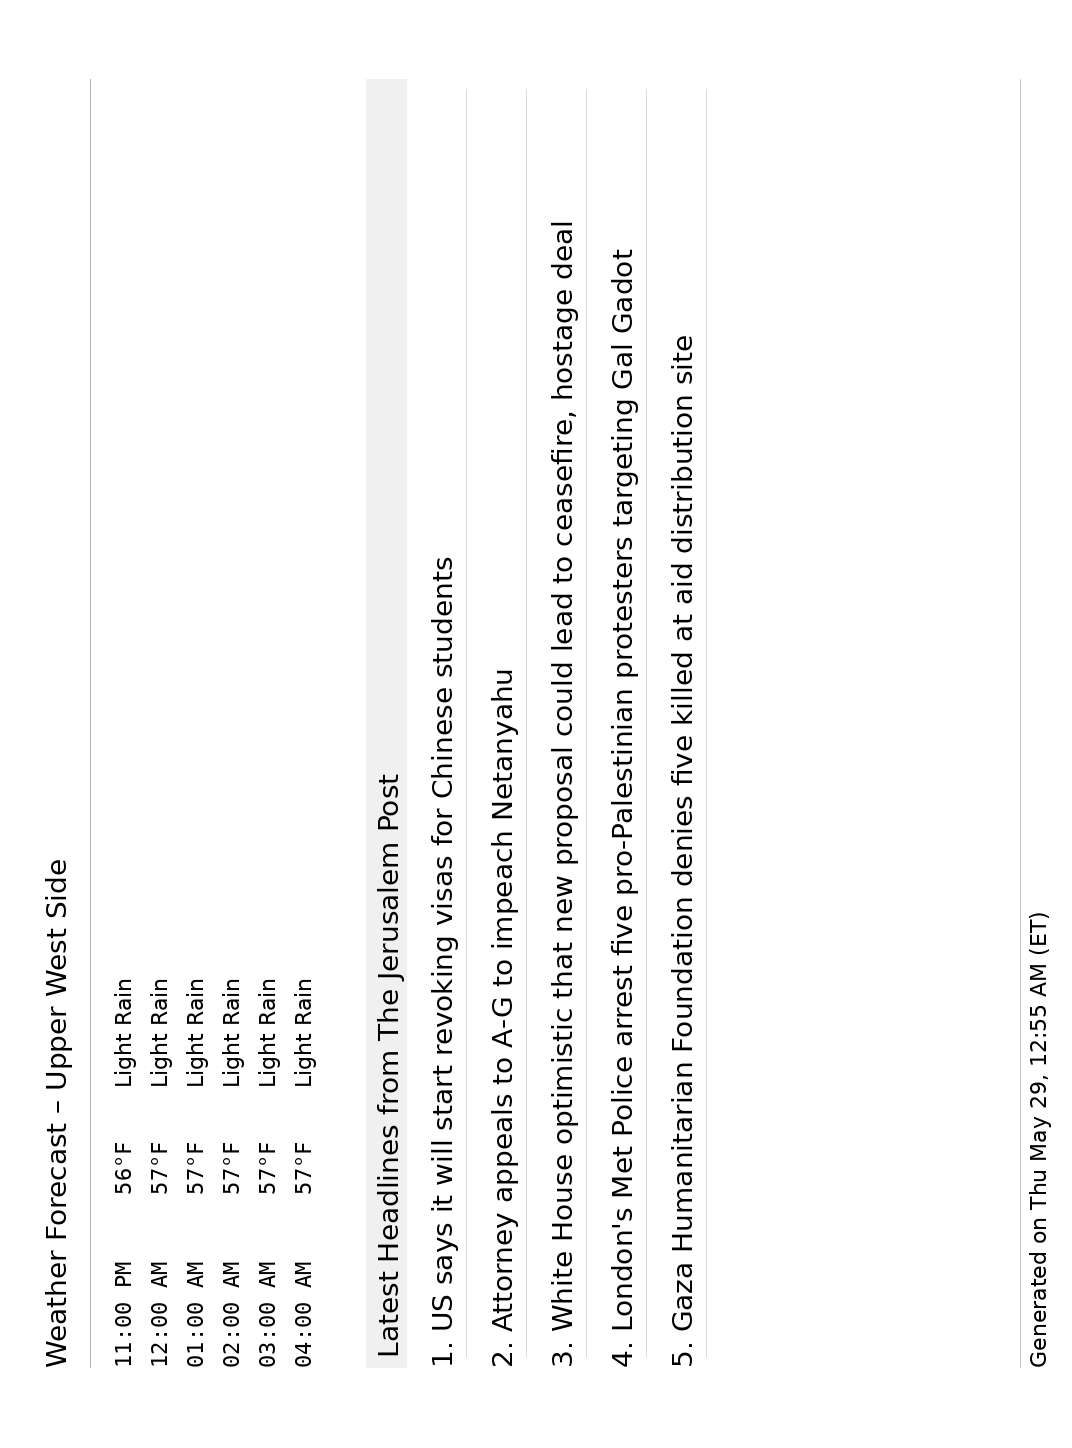 Weather Forecast – Upper West Side
11:00 PM 56°F Light Rain
12:00 AM 57°F Light Rain
01:00 AM 57°F Light Rain
02:00 AM 57°F Light Rain
03:00 AM 57°F Light Rain
04:00 AM 57°F Light Rain
Latest Headlines from The Jerusalem Post
1. US says it will start revoking visas for Chinese students
2. Attorney appeals to A-G to impeach Netanyahu
3. White House optimistic that new proposal could lead to ceasefire, hostage deal
4. London's Met Police arrest five pro-Palestinian protesters targeting Gal Gadot
5. Gaza Humanitarian Foundation denies five killed at aid distribution site
Generated on Thu May 29, 12:55 AM (ET)